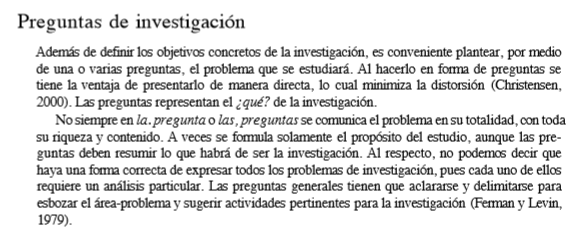 Preguntas de investigación
Además de definir los objetivos concretos de la investigación, es conveniente plantear, por medio
de una o varias preguntas, el problema que se estudiará. Al hacerlo en forma de preguntas se
tiene la ventaja de presentarlo de manera directa, lo cual minimiza la distorsión (Christensen,
2000). Las preguntas representan el ¿qué? de la investigación.
No siempre en la.pregunta o las, preguntas se comunica el problema en su totalidad, con toda
su riqueza y contenido. A veces se formula solamente el propósito del estudio, aunque las pre-
guntas deben resumir lo que habrá de ser la investigación. Al respecto, no podemos decir que
haya una forma correcta de expresar todos los problemas de investigación, pues cada uno de ellos
requiere un análisis particular. Las preguntas generales tienen que aclararse y delimitarse para
esbozar el área-problema y sugerir actividades pertinentes para la investigación (Ferman y Levin,
1979).